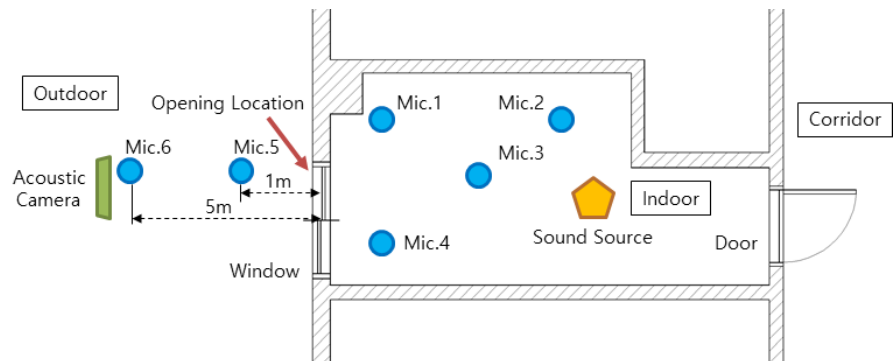 Outdoor
Opening Location
Mic.1
Mic.2
Corridor
Mic.6
Mic.5
Mic.3
Acoustic
Camera
1m
5m
Indoor
Sound Source
Mic.4
Door
Window